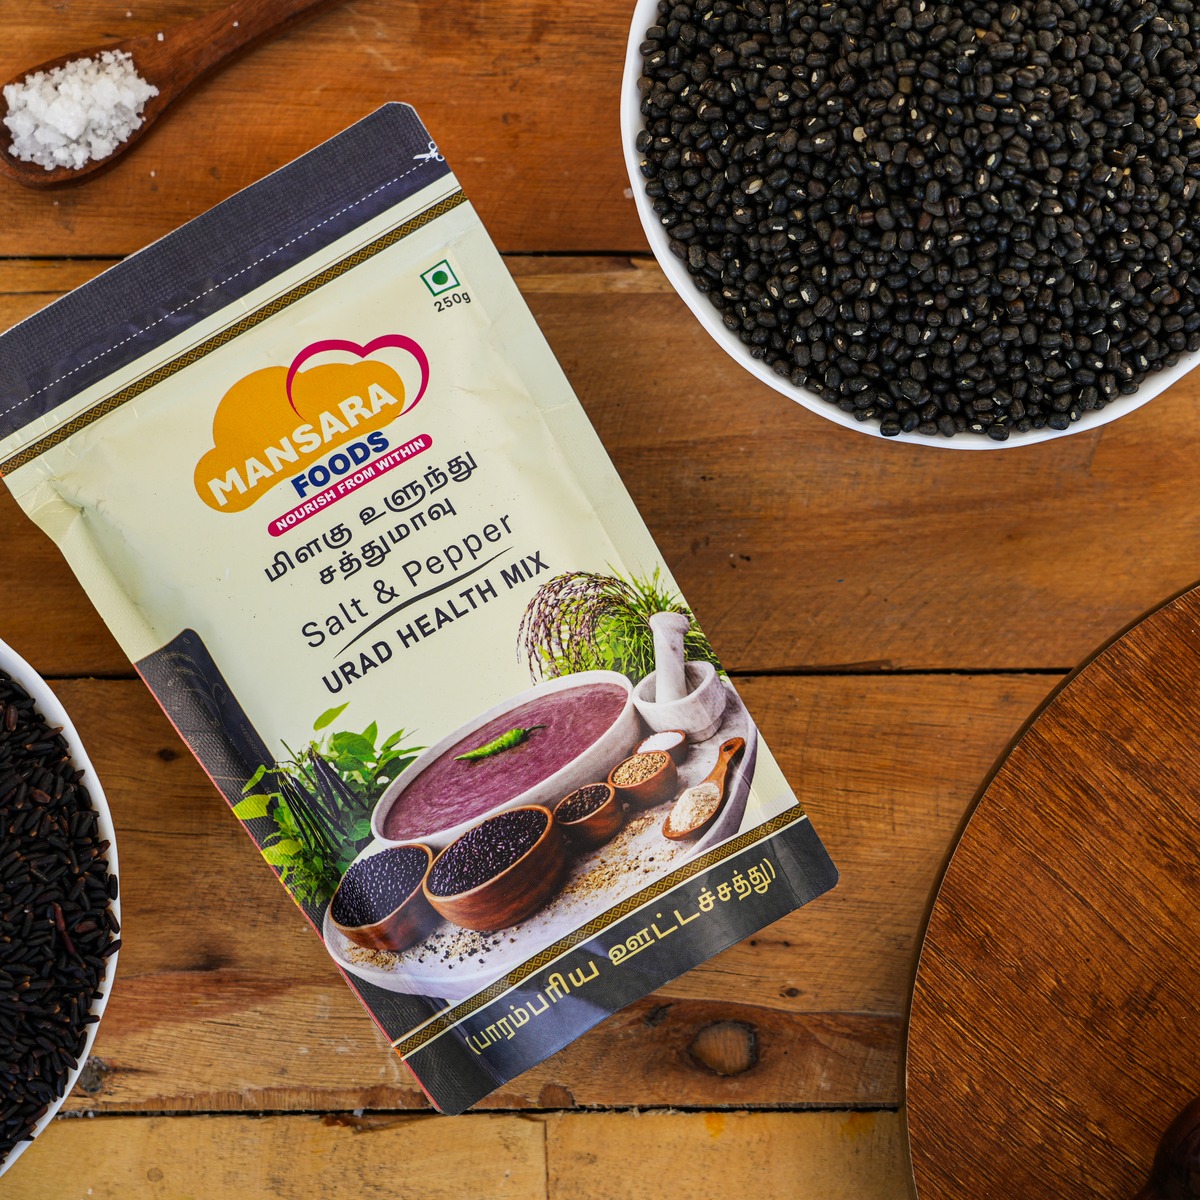 250g
MANSARA
FOODS
NOURISH FROM WITHIN
மிளகு உளுந்து
சத்துமாவு
Salt & Pepper
URAD HEALTH MIX
(பாரம்பரிய ஊட்டச்சத்து)